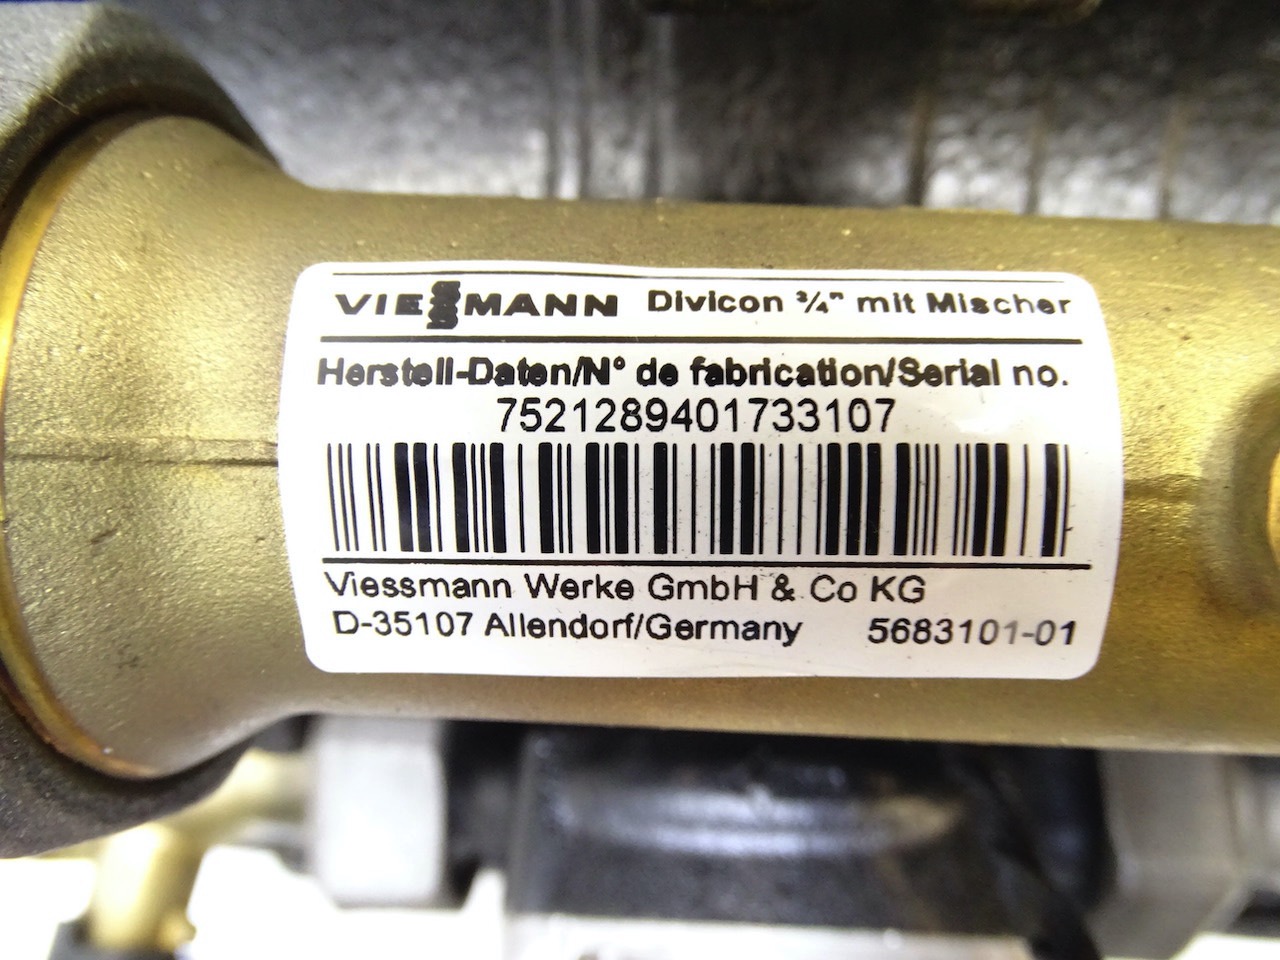 VIESSMANN Divicon ¾" mit Mischer
Herstell-Daten/N° de fabrication/Serial no.
7521289401733107
Viessmann Werke GmbH & Co KG
D-35107 Allendorf/Germany 5683101-01